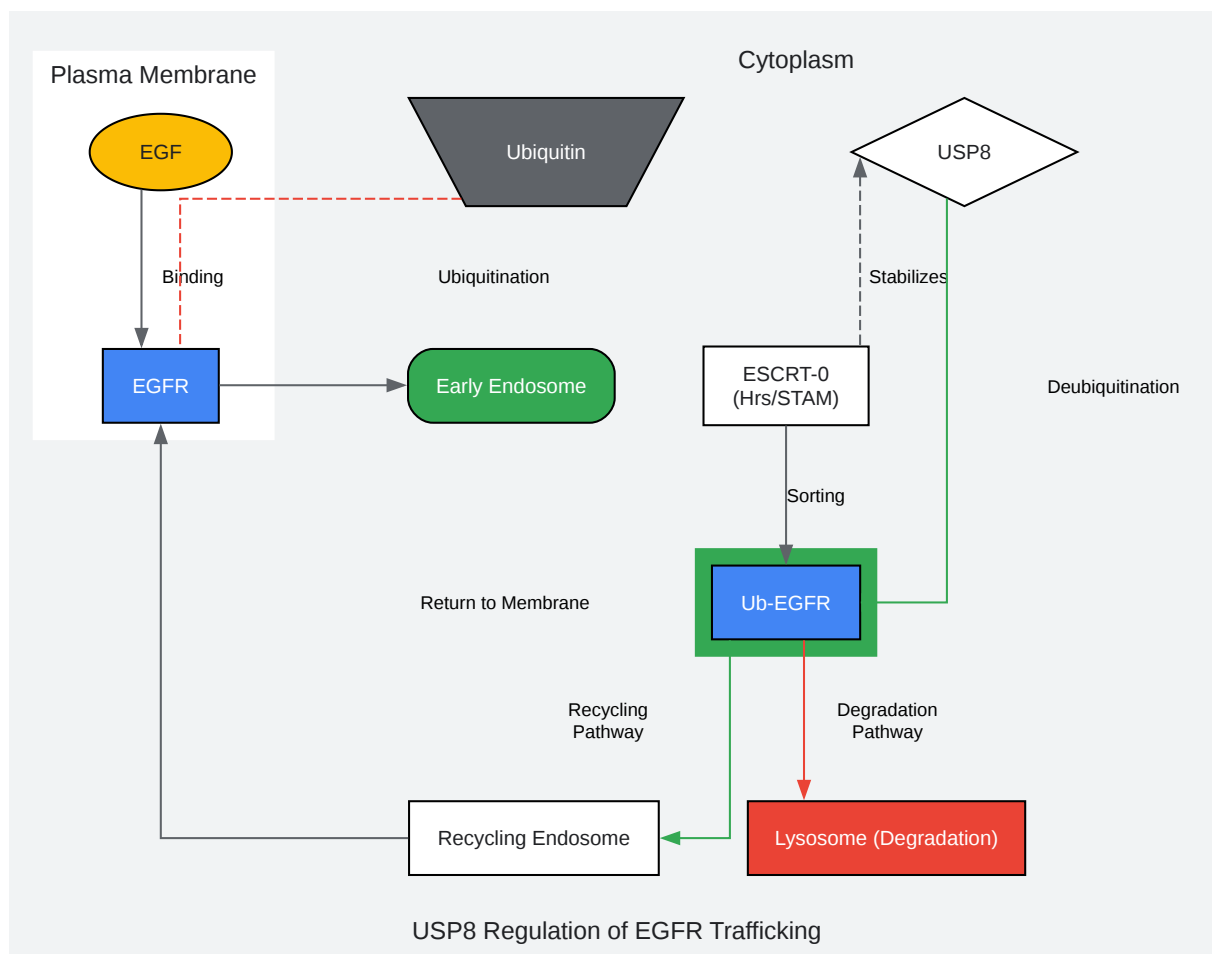 Cytoplasm
Plasma Membrane
EGF
Ubiquitin
USP8
Binding
Ubiquitination
Stabilizes
EGFR
Early Endosome
ESCRT-0
(Hrs/STAM)
Deubiquitination
Sorting
Return to Membrane
Ub-EGFR
Recycling
Pathway
Degradation
Pathway
Recycling Endosome
Lysosome (Degradation)
USP8 Regulation of EGFR Trafficking